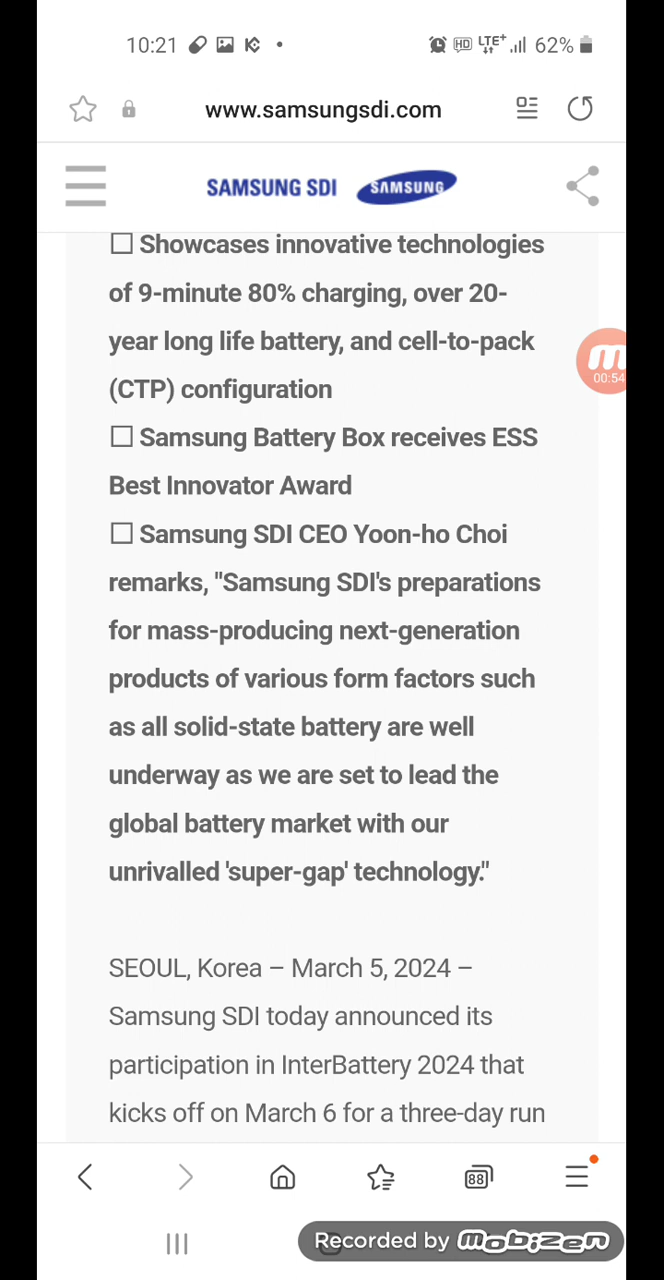 10:21 HD LTE+ 62%
www.samsungsdi.com
SAMSUNG SDI SAMSUNG
☐ Showcases innovative technologies
of 9-minute 80% charging, over 20-
year long life battery, and cell-to-pack
(CTP) configuration
00:54
☐ Samsung Battery Box receives ESS
Best Innovator Award
☐ Samsung SDI CEO Yoon-ho Choi
remarks, "Samsung SDI's preparations
for mass-producing next-generation
products of various form factors such
as all solid-state battery are well
underway as we are set to lead the
global battery market with our
unrivalled 'super-gap' technology."
SEOUL, Korea – March 5, 2024 –
Samsung SDI today announced its
participation in InterBattery 2024 that
kicks off on March 6 for a three-day run
88
Recorded by mobizen